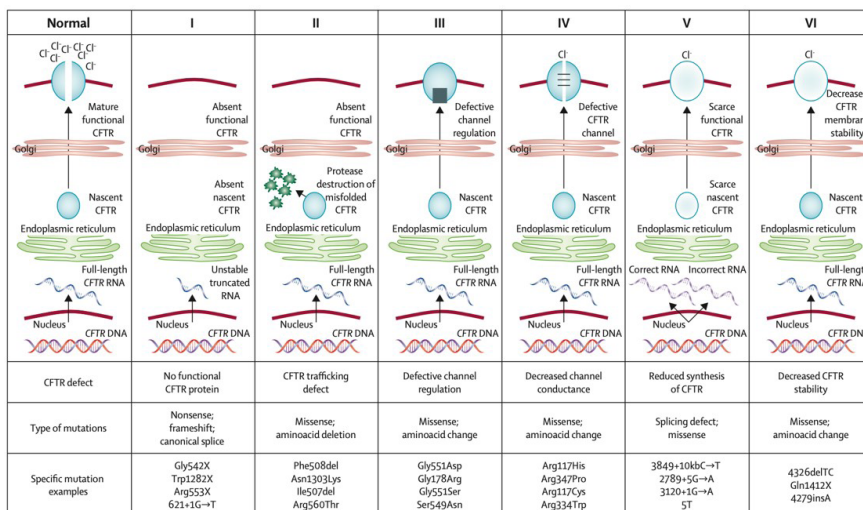 Normal I II III IV V VI
Cl⁻ Cl⁻ Cl⁻ Cl⁻
Cl⁻ Cl⁻ Cl⁻
Cl⁻ Cl⁻ Cl⁻ Cl⁻ Cl⁻
Mature
functional
CFTR
Absent
functional
CFTR
Absent
functional
CFTR
Defective channel
regulation
Defective
CFTR
channel
Scarce
functional
CFTR
Decreased
CFTR
membrane
stability
Golgi Golgi Golgi Golgi Golgi Golgi Golgi
Nascent
CFTR
Absent
nascent
CFTR
Protease
destruction of
misfolded
CFTR
Nascent
CFTR
Nascent
CFTR
Scarce
nascent
CFTR
Nascent
CFTR
Endoplasmic reticulum Endoplasmic reticulum Endoplasmic reticulum Endoplasmic reticulum Endoplasmic reticulum Endoplasmic reticulum Endoplasmic reticulum
Full-length
CFTR RNA
Unstable
truncated
RNA
Full-length
CFTR RNA
Full-length
CFTR RNA
Full-length
CFTR RNA
Correct RNA Incorrect RNA
Full-length
CFTR RNA
Nucleus Nucleus Nucleus Nucleus Nucleus Nucleus Nucleus
CFTR DNA CFTR DNA CFTR DNA CFTR DNA CFTR DNA CFTR DNA CFTR DNA
CFTR defect
No functional
CFTR protein
CFTR trafficking
defect
Defective channel
regulation
Decreased channel
conductance
Reduced synthesis
of CFTR
Decreased CFTR
stability
Type of mutations
Nonsense;
frameshift;
canonical splice
Missense;
aminoacid deletion
Missense;
aminoacid change
Missense;
aminoacid change
Splicing defect;
missense
Missense;
aminoacid change
Specific mutation
examples
Gly542X
Trp1282X
Arg553X
621+1G→T
Phe508del
Asn1303Lys
Ile507del
Arg560Thr
Gly551Asp
Gly178Arg
Gly551Ser
Ser549Asn
Arg117His
Arg347Pro
Arg117Cys
Arg334Trp
3849+10kbC→T
2789+5G→A
3120+1G→A
5T
4326delTC
Gln1412X
4279insA